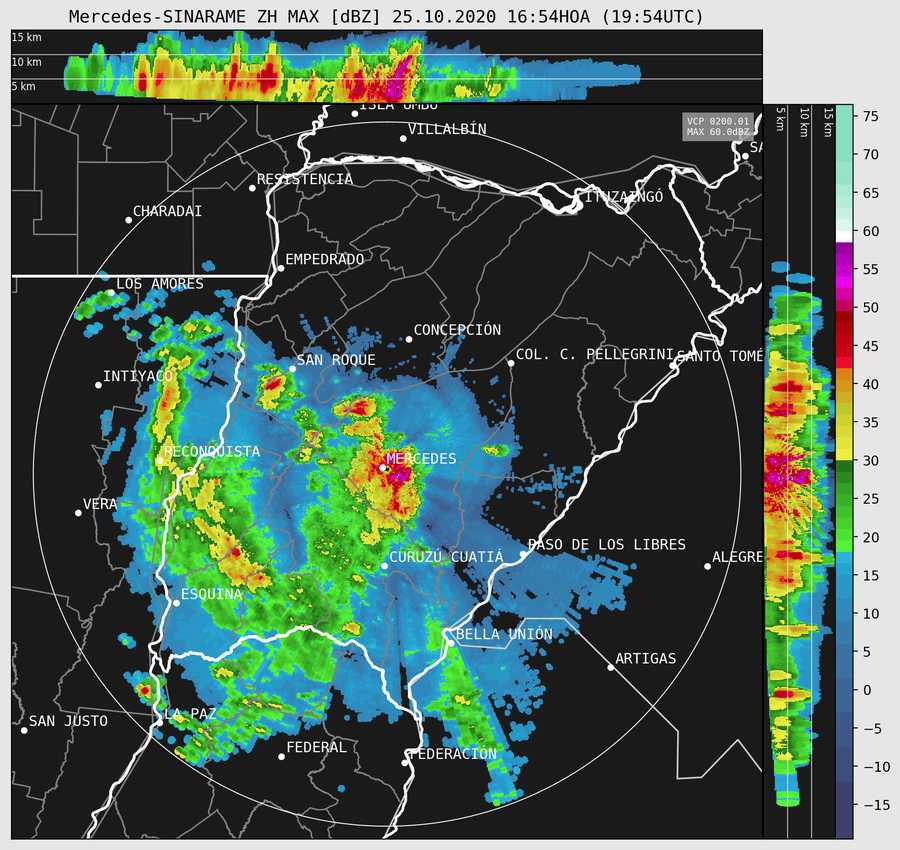 Mercedes-SINARAME ZH MAX [dBZ] 25.10.2020 16:54HOA (19:54UTC)
15 km
10 km
5 km
ISLA UMBÚ
VILLALBÍN
VCP 0200.01
MAX 60.0dBZ
5 km
10 km
15 km
SA
RESISTENCIA
ITUZAINGÓ
CHARADAI
EMPEDRADO
LOS AMORES
CONCEPCIÓN
SAN ROQUE
COL. C. PELLEGRINI
SANTO TOMÉ
INTIYACO
RECONQUISTA
MERCEDES
VERA
PASO DE LOS LIBRES
CURUZÚ CUATIÁ
ALEGRE
ESQUINA
BELLA UNIÓN
ARTIGAS
LA PAZ
SAN JUSTO
FEDERAL
FEDERACIÓN
75
70
65
60
55
50
45
40
35
30
25
20
15
10
5
0
−5
−10
−15